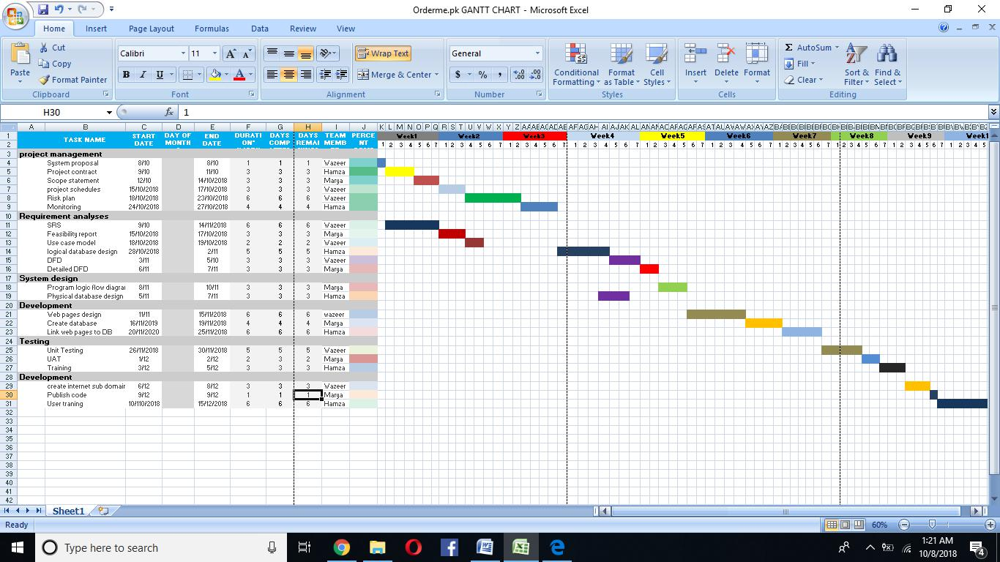 Orderme.pk GANTT CHART - Microsoft Excel
Home Insert Page Layout Formulas Data Review View
Paste Cut Copy Format Painter
Calibri 11 A A Wrap Text General
B I U A Merge & Center $ % ,
Conditional Formatting Format as Table Cell Styles
Insert Delete Format
Σ AutoSum Fill Clear Sort & Filter Find & Select
Clipboard Font Alignment Number Styles Cells Editing
H30 fx 1
A B C D E F G H I J K L M N O P Q R S T U V W X Y Z
1 TASK NAME START DATE DAY OF MONTH END DATE DURATI ON" DAYS COMP DAYS REMAI TEAM MEMB PERCE NT Week1 Week2 Week3 Week4 Week5 Week6 Week7 Week8 Week9 Week1
2 1 2 3 4 5 6 7 1 2 3 4 5 6 7 1 2 3 4 5 6 7 1 2 3 4 5 6 7 1 2 3 4 5 6 7 1 2 3 4 5 6 7 1 2 3 4 5 6 7 1 2 3 4 5 6 7 1 2 3 4 5 6 7 1 2 3 4 5
3 project management
4 System proposal 8/10 8/10 1 1 1 Wazeer
5 Project contract 9/10 11/10 3 3 3 Hamza
6 Scope statement 12/10 14/10/2018 3 3 3 Marya
7 project schedules 15/10/2018 17/10/2018 3 3 3 Wazeer
8 Risk plan 18/10/2018 23/10/2018 6 6 6 Wazeer
9 Monitoring 24/10/2018 27/10/2018 4 4 4 Hamza
10 Requirement analyses
11 SRS 9/10 14/11/2018 6 6 6 Wazeer
12 Feasibility report 15/10/2018 17/10/2018 3 3 3 Marya
13 Use case model 18/10/2018 19/10/2018 2 2 2 Wazeer
14 logical database design 28/10/2018 2/11 5 5 5 Hamza
15 DFD 3/11 5/10 3 3 3 Wazeer
16 Detailed DFD 6/11 7/11 3 3 3 Marya
17 System design
18 Program logic flow diagra 8/11 10/11 3 3 3 Marya
19 Physical database design 5/11 7/11 3 3 3 Hamza
20 Development
21 Web pages design 11/11 15/11/2018 6 6 6 wazeer
22 Create database 16/11/2019 19/11/2018 4 4 4 Marya
23 Link web pages to DB 20/11/2020 25/11/2018 6 6 6 Hamza
24 Testing
25 Unit Testing 26/11/2018 30/11/2018 5 5 5 Wazeer
26 UAT 1/12 2/12 2 3 2 Marya
27 Training 3/12 5/12 3 3 3 Hamza
28 Development
29 create internet sub domair 6/12 8/12 3 3 3 Wazeer
30 Publish code 9/12 9/12 1 1 1 Marya
31 User traning 10/110/2018 15/12/2018 6 6 6 Hamza
32
33
34
35
36
37
38
39
40
41
42
Sheet1
Ready 60%
Type here to search
1:21 AM
10/8/2018
4